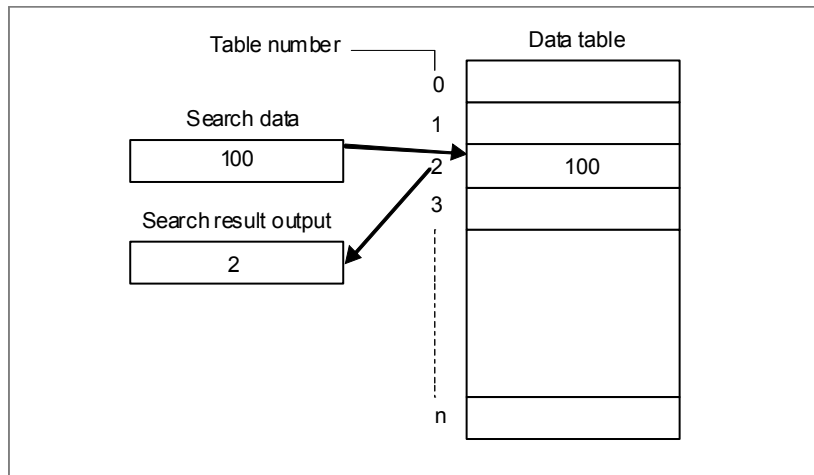 Table number
Data table
0
1
Search data
100
2
100
3
Search result output
2
n